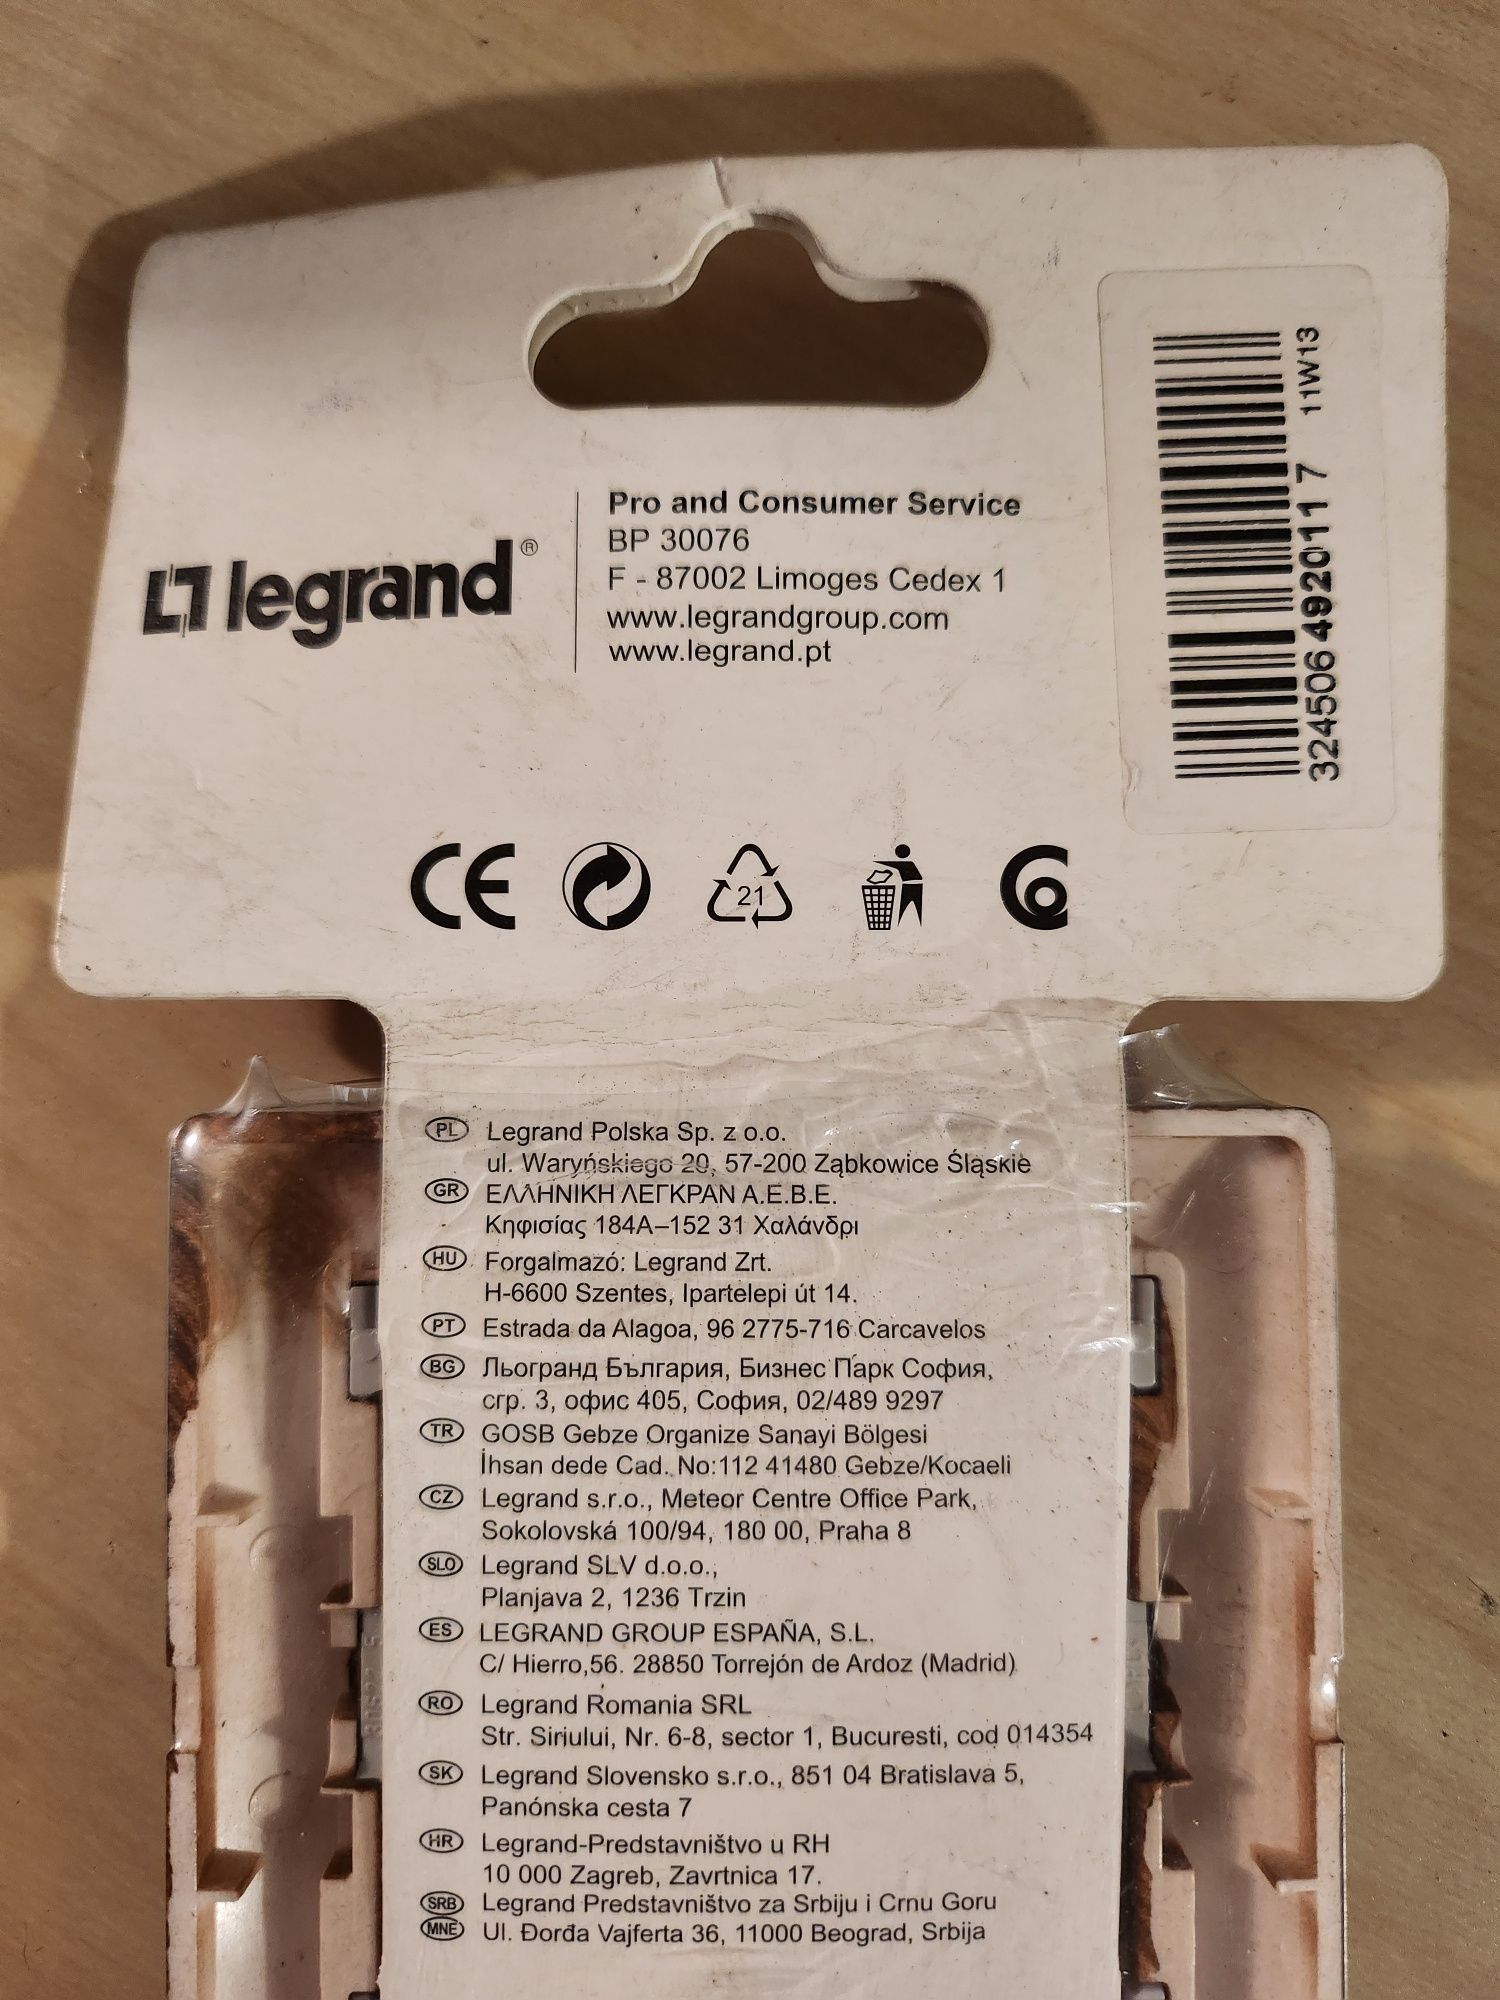 legrand®
Pro and Consumer Service
BP 30076
F - 87002 Limoges Cedex 1
www.legrandgroup.com
www.legrand.pt
11W13
324506 492011 7
CE
21
PL Legrand Polska Sp. z o.o.
ul. Waryńskiego 20, 57-200 Ząbkowice Śląskie
GR ΕΛΛΗΝΙΚΗ ΛΕΓΚΡΑΝ Α.Ε.Β.Ε.
Κηφισίας 184Α–152 31 Χαλάνδρι
HU Forgalmazó: Legrand Zrt.
H-6600 Szentes, Ipartelepi út 14.
PT Estrada da Alagoa, 96 2775-716 Carcavelos
BG Льогранд България, Бизнес Парк София,
сгр. 3, офис 405, София, 02/489 9297
TR GOSB Gebze Organize Sanayi Bölgesi
İhsan dede Cad. No:112 41480 Gebze/Kocaeli
CZ Legrand s.r.o., Meteor Centre Office Park,
Sokolovská 100/94, 180 00, Praha 8
SLO Legrand SLV d.o.o.,
Planjava 2, 1236 Trzin
ES LEGRAND GROUP ESPAÑA, S.L.
C/ Hierro,56. 28850 Torrejón de Ardoz (Madrid)
RO Legrand Romania SRL
Str. Siriului, Nr. 6-8, sector 1, Bucuresti, cod 014354
SK Legrand Slovensko s.r.o., 851 04 Bratislava 5,
Panónska cesta 7
HR Legrand-Predstavništvo u RH
10 000 Zagreb, Zavrtnica 17.
SRB Legrand Predstavništvo za Srbiju i Crnu Goru
MNE Ul. Đorđa Vajferta 36, 11000 Beograd, Srbija